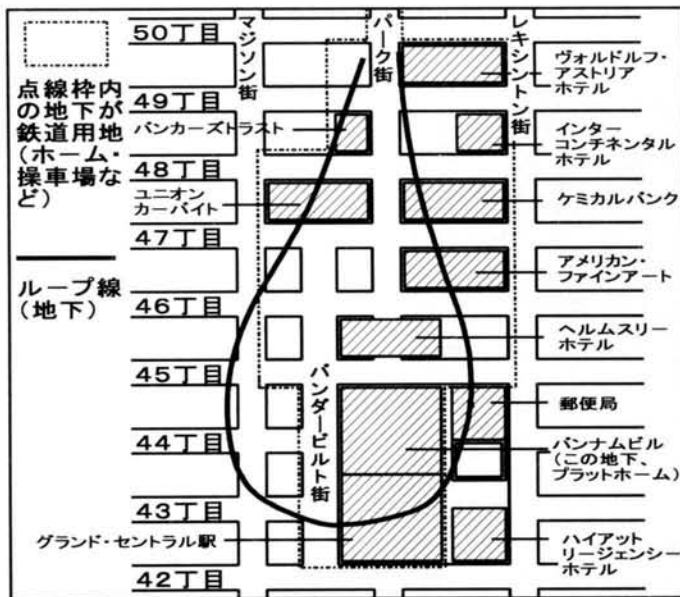 点線枠内
の地下が
鉄道用地
(ホーム・
操車場な
ど)
ループ線
(地下)
50丁目
49丁目
48丁目
47丁目
46丁目
45丁目
44丁目
43丁目
42丁目
マジソン街
パーク街
レキシントン街
バンダービルト街
バンカーズトラスト
ユニオン
カーバイト
グランド・セントラル駅
ヴォルドルフ・
アストリア
ホテル
インター
コンチネンタル
ホテル
ケミカルバンク
アメリカン・
ファインアート
ヘルムスリー
ホテル
郵便局
パンナムビル
(この地下、
プラットホーム)
ハイアット
リージェンシー
ホテル